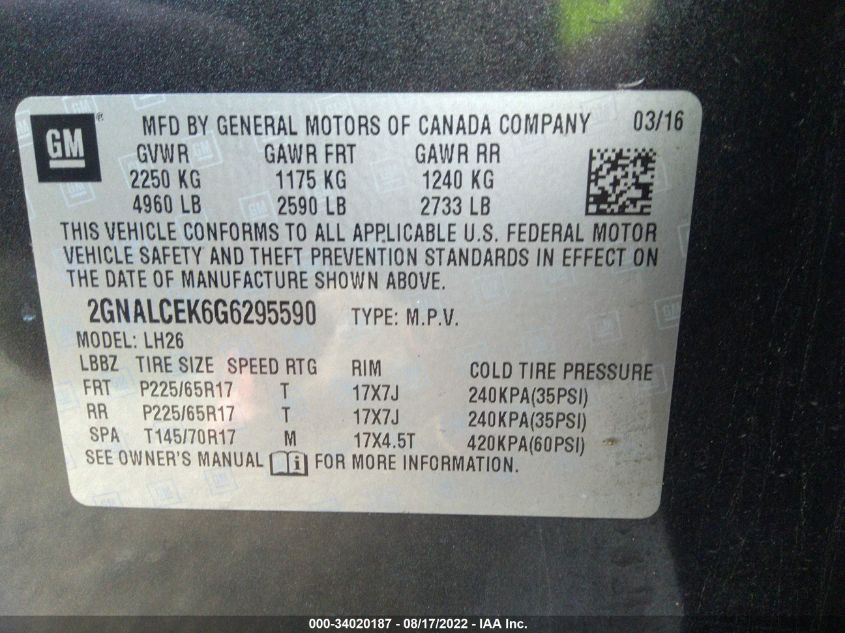 GM ® MFD BY GENERAL MOTORS OF CANADA COMPANY 03/16
GVWR GAWR FRT GAWR RR
2250 KG 1175 KG 1240 KG
4960 LB 2590 LB 2733 LB
THIS VEHICLE CONFORMS TO ALL APPLICABLE U.S. FEDERAL MOTOR
VEHICLE SAFETY AND THEFT PREVENTION STANDARDS IN EFFECT ON
THE DATE OF MANUFACTURE SHOWN ABOVE.
2GNALCEK6G6295590 TYPE: M.P.V.
MODEL: LH26
LBBZ TIRE SIZE SPEED RTG RIM COLD TIRE PRESSURE
FRT P225/65R17 T 17X7J 240KPA(35PSI)
RR P225/65R17 T 17X7J 240KPA(35PSI)
SPA T145/70R17 M 17X4.5T 420KPA(60PSI)
SEE OWNER'S MANUAL FOR MORE INFORMATION.
000-34020187 - 08/17/2022 - IAA Inc.